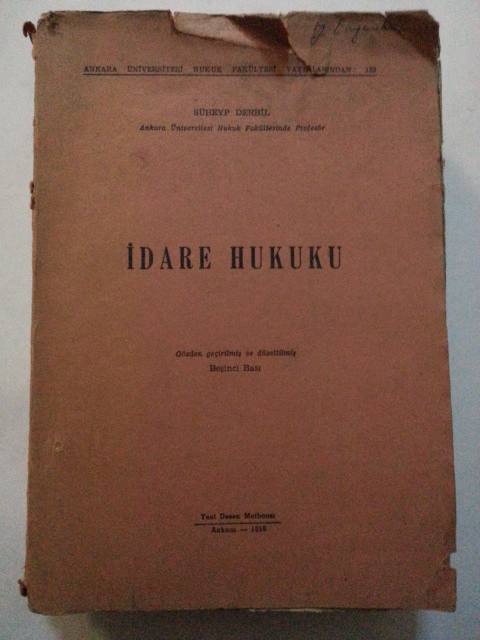 ANKARA ÜNİVERSİTESİ HUKUK FAKÜLTESİ YAYINLARINDAN:
SÜHEYP DERBİL
Ankara Üniversitesi Hukuk Fakültesinde Profesör
İDARE HUKUKU
Gözden geçirilmiş ve düzeltilmiş
Beşinci Bası
Yeni Desen Matbaası
Ankara —